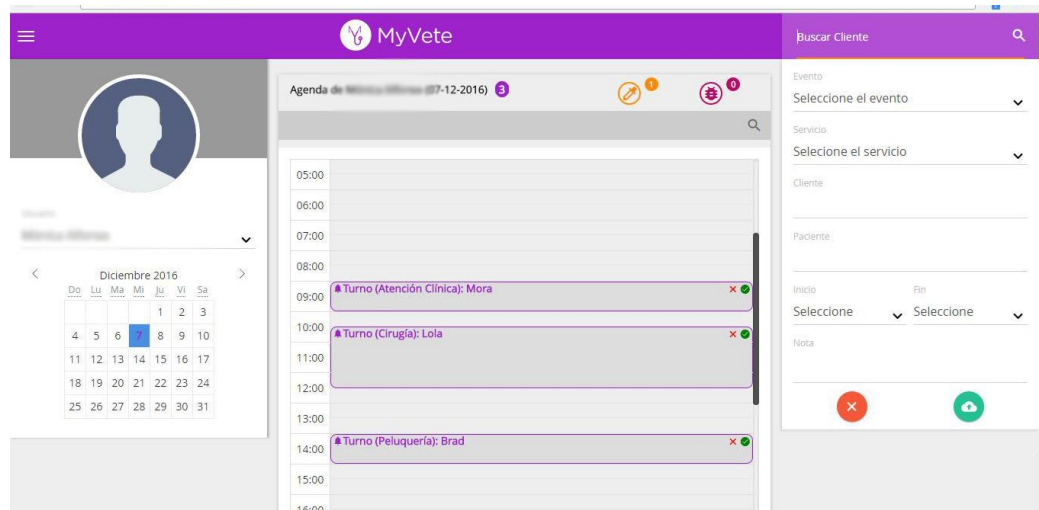 MyVete
Buscar Cliente
Agenda de (07-12-2016) 3
1
0
Diciembre 2016
Do Lu Ma Mi Ju Vi Sa
1 2 3
4 5 6 7 8 9 10
11 12 13 14 15 16 17
18 19 20 21 22 23 24
25 26 27 28 29 30 31
05:00
06:00
07:00
08:00
09:00
Turno (Atención Clínica): Mora
10:00
Turno (Cirugía): Lola
11:00
12:00
13:00
14:00
Turno (Peluquería): Brad
15:00
16:00
Evento
Seleccione el evento
Servicio
Selecione el servicio
Cliente
Paciente
Inicio Fin
Seleccione Seleccione
Nota